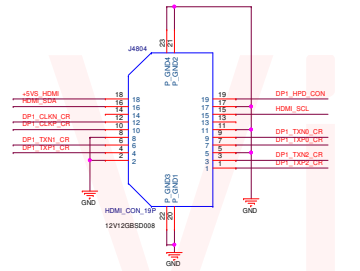 J4804
23
21
P_GND4
P_GND2
+5VS_HDMI
18
18
19
19
DP1_HPD_CON
HDMI_SDA
16
16
17
17
14
14
15
15
HDMI_SCL
DP1_CLKN_CR
12
12
13
13
DP1_CLKP_CR
10
10
11
11
8
8
9
9
DP1_TXN0_CR
DP1_TXN1_CR
6
6
7
7
DP1_TXP0_CR
DP1_TXP1_CR
4
4
5
5
2
2
3
3
DP1_TXN2_CR
1
1
DP1_TXP2_CR
P_GND3
P_GND1
GND
GND
HDMI_CON_19P
22
20
12V12GBSD008
GND